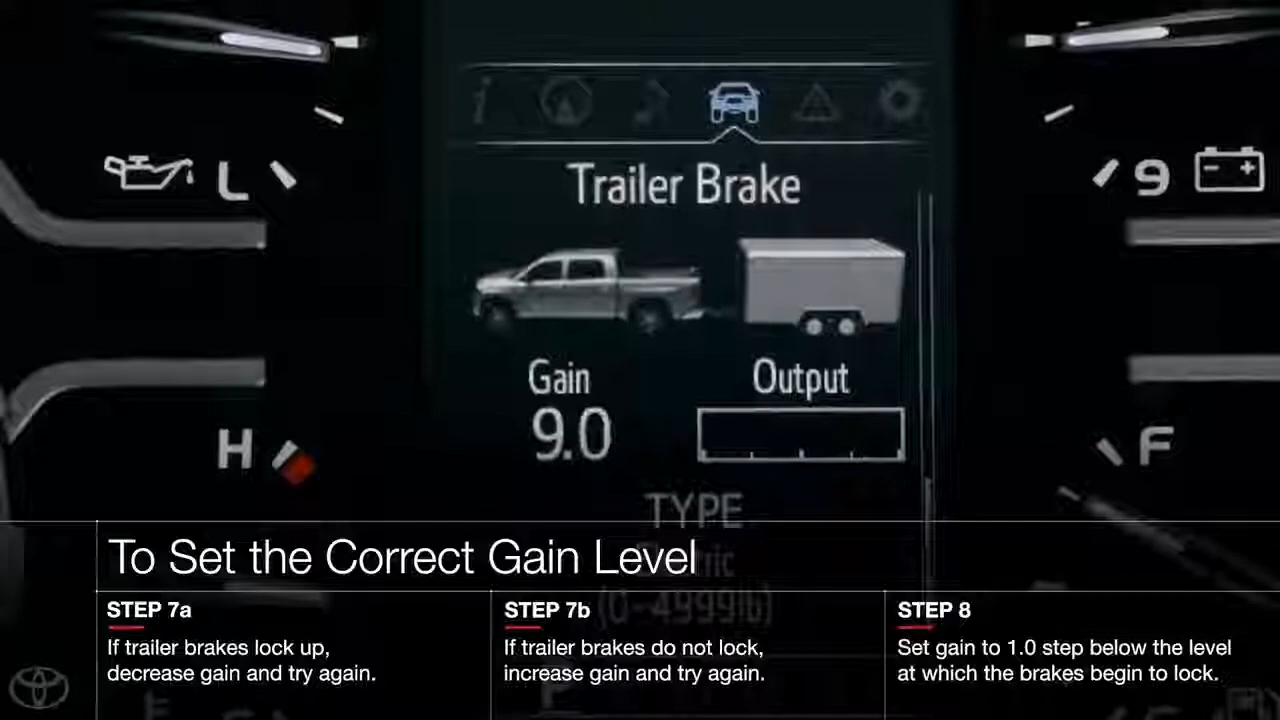 Trailer Brake
L
9
Gain
Output
9.0
H
F
TYPE
(0-4999lb)
To Set the Correct Gain Level
STEP 7a
If trailer brakes lock up,
decrease gain and try again.
STEP 7b
If trailer brakes do not lock,
increase gain and try again.
STEP 8
Set gain to 1.0 step below the level
at which the brakes begin to lock.